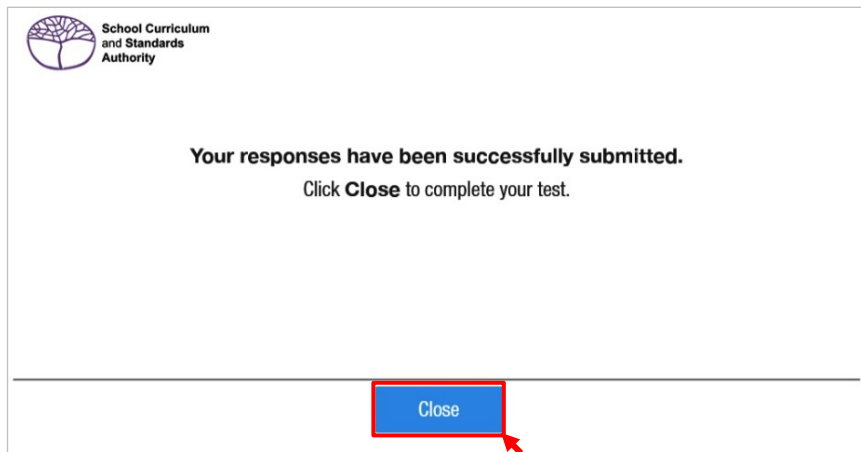 School Curriculum
and Standards
Authority
Your responses have been successfully submitted.
Click Close to complete your test.
Close